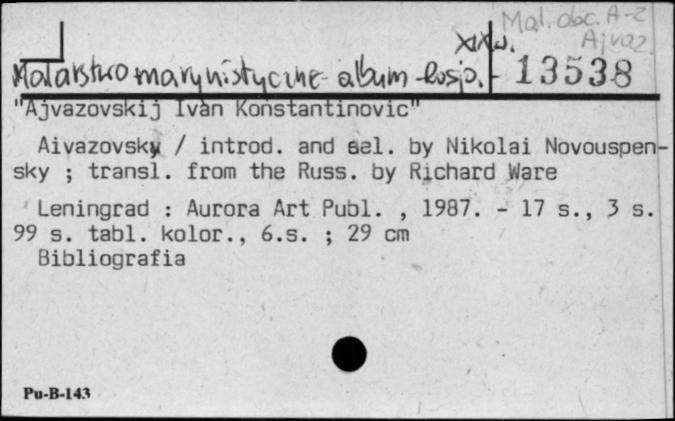 Mal. obc. A-Z
Ajvaz.
XIX w.
Malarstwo marynistyczne - album - Rosja. - 13538
"Ajvazovskij Ivan Konstantinovic"
Aivazovsky / introd. and sel. by Nikolai Novouspen-
sky ; transl. from the Russ. by Richard Ware
Leningrad : Aurora Art Publ. , 1987. - 17 s., 3 s.
99 s. tabl. kolor., 6.s. ; 29 cm
Bibliografia
Pu-B-143